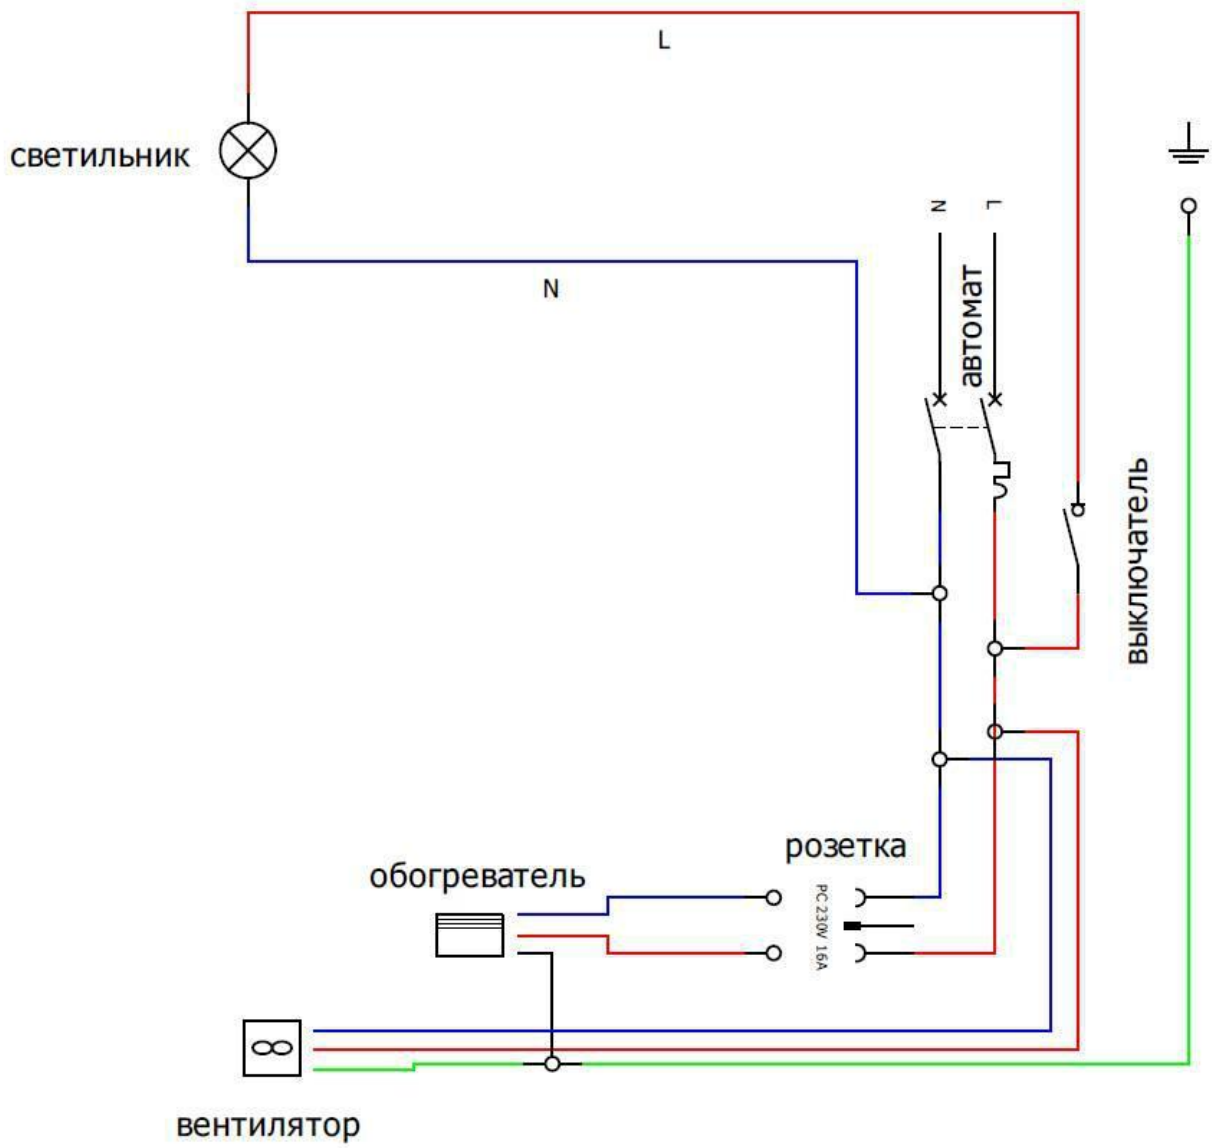 L
светильник
N
L
N
автомат
выключатель
розетка
обогреватель
PC 230V 16A
вентилятор